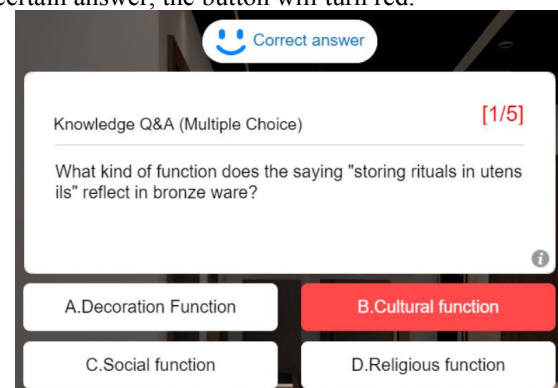 certain answer, the button will turn red.
Correct answer
Knowledge Q&A (Multiple Choice)
[1/5]
What kind of function does the saying "storing rituals in utens
ils" reflect in bronze ware?
A.Decoration Function
B.Cultural function
C.Social function
D.Religious function